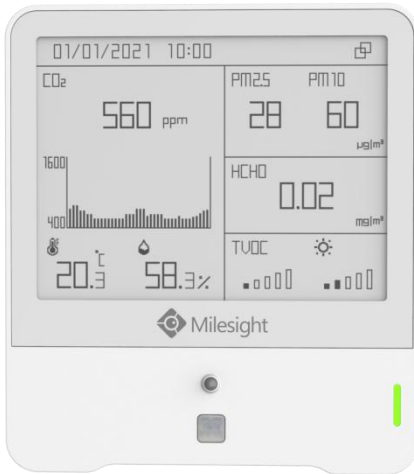 01/01/2021 10:00
CO₂
560 ppm
1600
400
°C
20.3
58.3%
PM2.5 PM10
28 60
µg/m³
HCHO
0.02
mg/m³
TVOC
Milesight